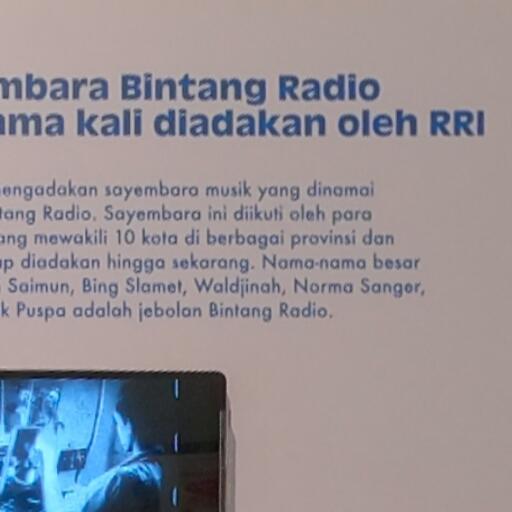 mbara Bintang Radio
ama kali diadakan oleh RRI
engadakan sayembara musik yang dinamai
tang Radio. Sayembara ini diikuti oleh para
ang mewakili 10 kota di berbagai provinsi dan
ap diadakan hingga sekarang. Nama-nama besar
Saimun, Bing Slamet, Waldjinah, Norma Sanger,
k Puspa adalah jebolan Bintang Radio.